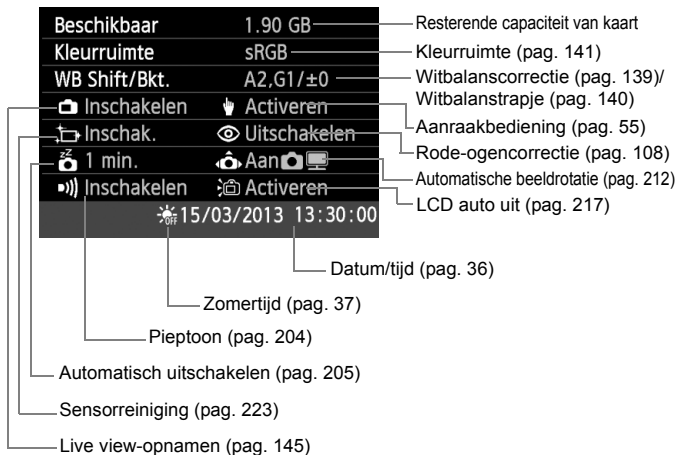 Beschikbaar 1.90 GB Resterende capaciteit van kaart
Kleurruimte sRGB Kleurruimte (pag. 141)
WB Shift/Bkt. A2,G1/±0 Witbalanscorrectie (pag. 139)/
Witbalanstrapje (pag. 140)
Inschakelen Activeren Aanraakbediening (pag. 55)
Inschak. Uitschakelen Rode-ogencorrectie (pag. 108)
zz 1 min. Aan Automatische beeldrotatie (pag. 212)
Inschakelen Activeren LCD auto uit (pag. 217)
OFF 15/03/2013 13:30:00
Datum/tijd (pag. 36)
Zomertijd (pag. 37)
Pieptoon (pag. 204)
Automatisch uitschakelen (pag. 205)
Sensorreiniging (pag. 223)
Live view-opnamen (pag. 145)